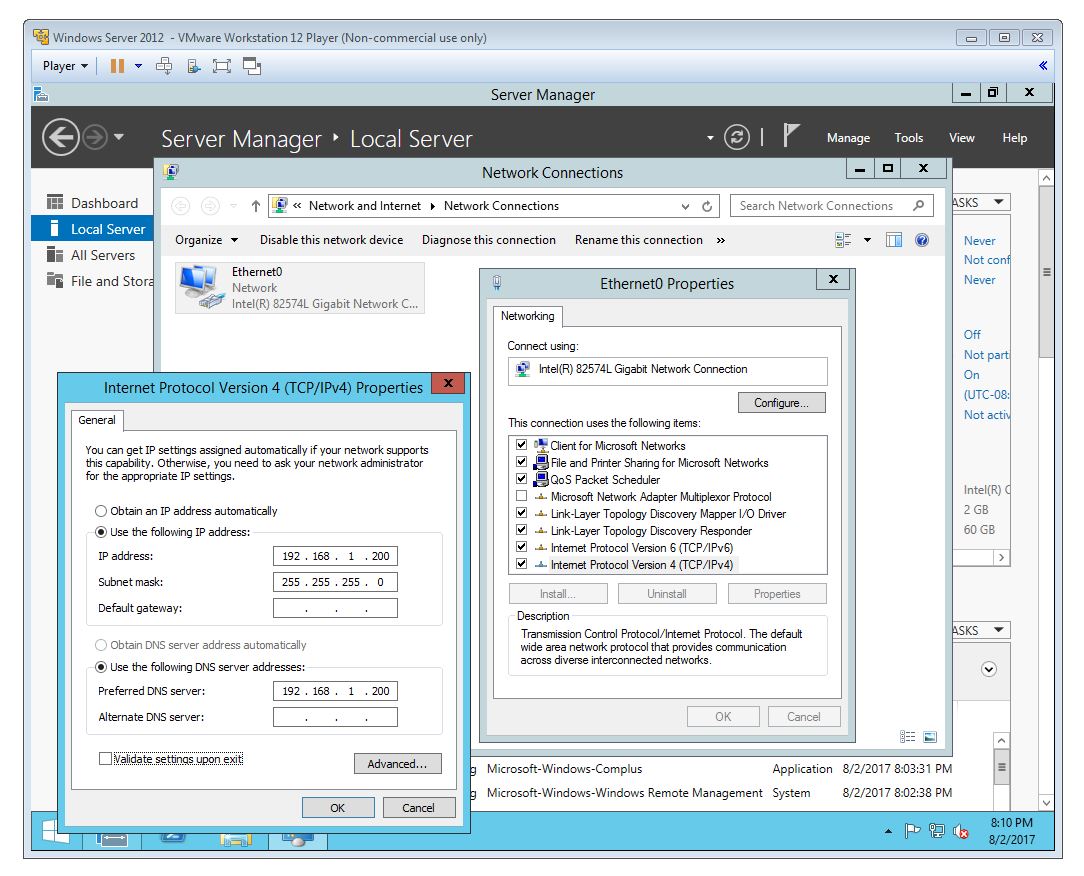 Windows Server 2012 - VMware Workstation 12 Player (Non-commercial use only)
Player
Server Manager
Server Manager Local Server
Manage Tools View Help
Dashboard
Local Server
All Servers
File and Stora
Network Connections
« Network and Internet Network Connections
Search Network Connections
Organize Disable this network device Diagnose this connection Rename this connection »
Ethernet0
Network
Intel(R) 82574L Gigabit Network C...
ASKS
Never
Not conf
Never
Off
Not parti
On
(UTC-08:
Not activ
Intel(R) C
2 GB
60 GB
ASKS
Ethernet0 Properties
Networking
Connect using:
Intel(R) 82574L Gigabit Network Connection
Configure...
This connection uses the following items:
Client for Microsoft Networks
File and Printer Sharing for Microsoft Networks
QoS Packet Scheduler
Microsoft Network Adapter Multiplexor Protocol
Link-Layer Topology Discovery Mapper I/O Driver
Link-Layer Topology Discovery Responder
Internet Protocol Version 6 (TCP/IPv6)
Internet Protocol Version 4 (TCP/IPv4)
Install... Uninstall Properties
Description
Transmission Control Protocol/Internet Protocol. The default
wide area network protocol that provides communication
across diverse interconnected networks.
OK Cancel
Internet Protocol Version 4 (TCP/IPv4) Properties
General
You can get IP settings assigned automatically if your network supports
this capability. Otherwise, you need to ask your network administrator
for the appropriate IP settings.
Obtain an IP address automatically
Use the following IP address:
IP address: 192 . 168 . 1 . 200
Subnet mask: 255 . 255 . 255 . 0
Default gateway: . . .
Obtain DNS server address automatically
Use the following DNS server addresses:
Preferred DNS server: 192 . 168 . 1 . 200
Alternate DNS server: . . .
Validate settings upon exit
Advanced...
OK Cancel
g Microsoft-Windows-Complus Application 8/2/2017 8:03:31 PM
g Microsoft-Windows-Windows Remote Management System 8/2/2017 8:02:38 PM
8:10 PM
8/2/2017